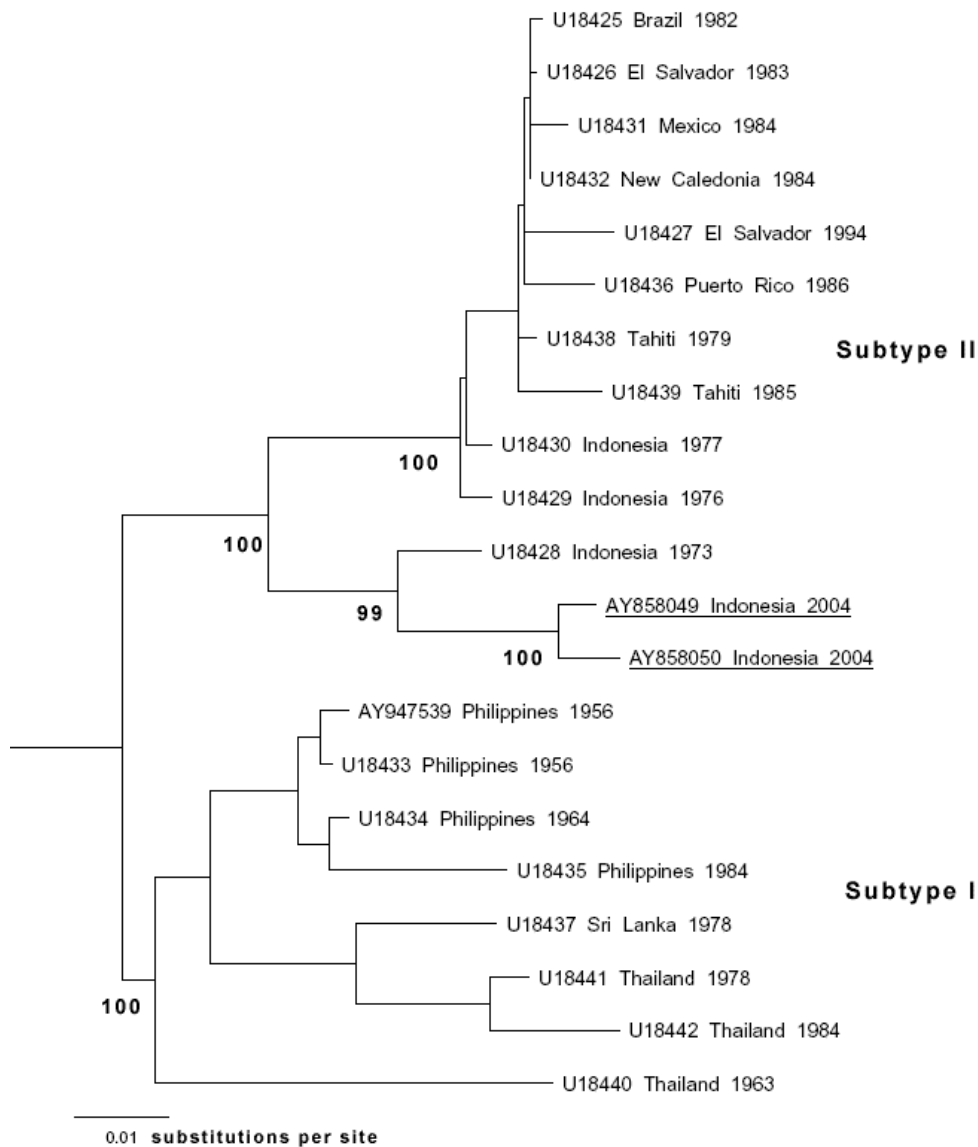 U18425 Brazil 1982
U18426 El Salvador 1983
U18431 Mexico 1984
U18432 New Caledonia 1984
U18427 El Salvador 1994
U18436 Puerto Rico 1986
U18438 Tahiti 1979
Subtype II
U18439 Tahiti 1985
U18430 Indonesia 1977
100
U18429 Indonesia 1976
100
U18428 Indonesia 1973
99
AY858049 Indonesia 2004
100
AY858050 Indonesia 2004
AY947539 Philippines 1956
U18433 Philippines 1956
U18434 Philippines 1964
U18435 Philippines 1984
Subtype I
U18437 Sri Lanka 1978
U18441 Thailand 1978
100
U18442 Thailand 1984
U18440 Thailand 1963
0.01 substitutions per site